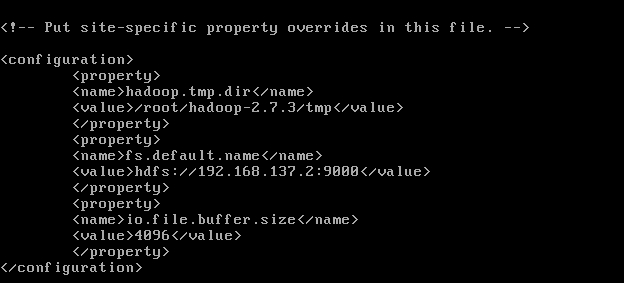 <!-- Put site-specific property overrides in this file. -->
<configuration>
<property>
<name>hadoop.tmp.dir</name>
<value>/root/hadoop-2.7.3/tmp</value>
</property>
<property>
<name>fs.default.name</name>
<value>hdfs://192.168.137.2:9000</value>
</property>
<property>
<name>io.file.buffer.size</name>
<value>4096</value>
</property>
</configuration>